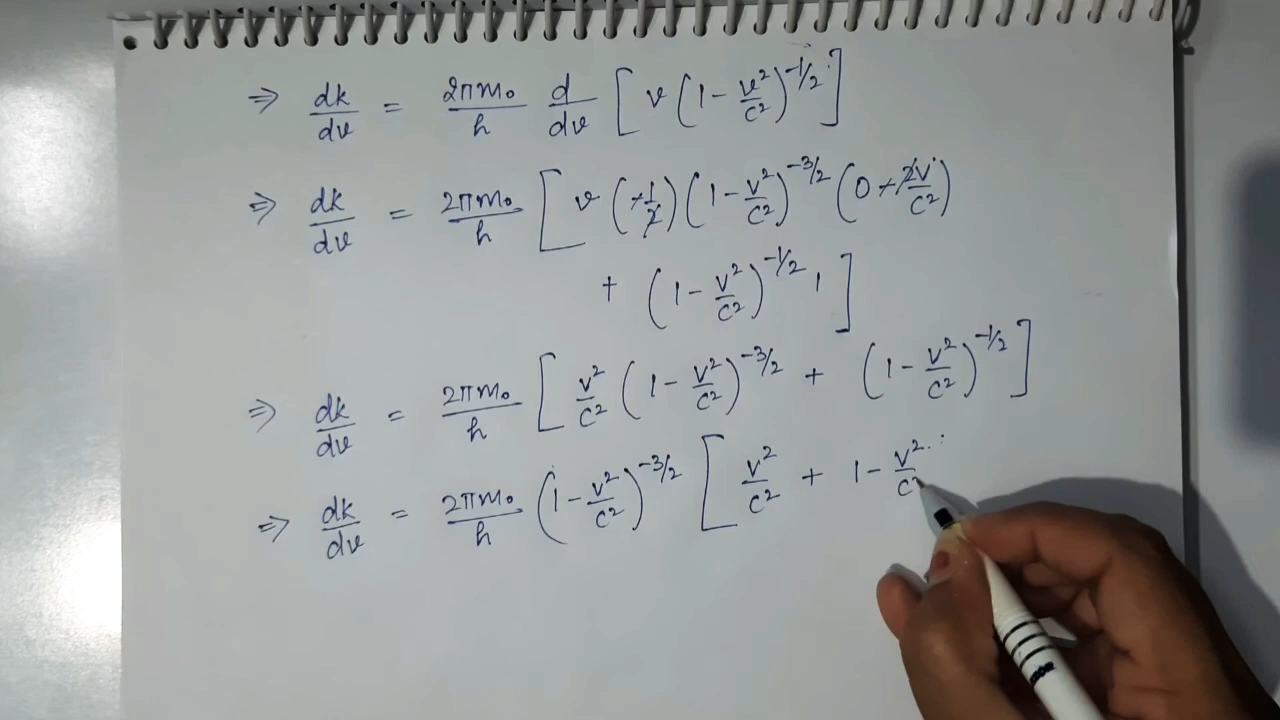 ⇒ dk/dv = 2πm₀/h d/dv [v(1 - v²/c²)^(-1/2)]
⇒ dk/dv = 2πm₀/h [v(+1/2)(1 - v²/c²)^(-3/2) (0 + 2v/c²)
+ (1 - v²/c²)^(-1/2) . 1]
⇒ dk/dv = 2πm₀/h [v²/c² (1 - v²/c²)^(-3/2) + (1 - v²/c²)^(-1/2)]
⇒ dk/dv = 2πm₀/h (1 - v²/c²)^(-3/2) [v²/c² + 1 - v²/c²